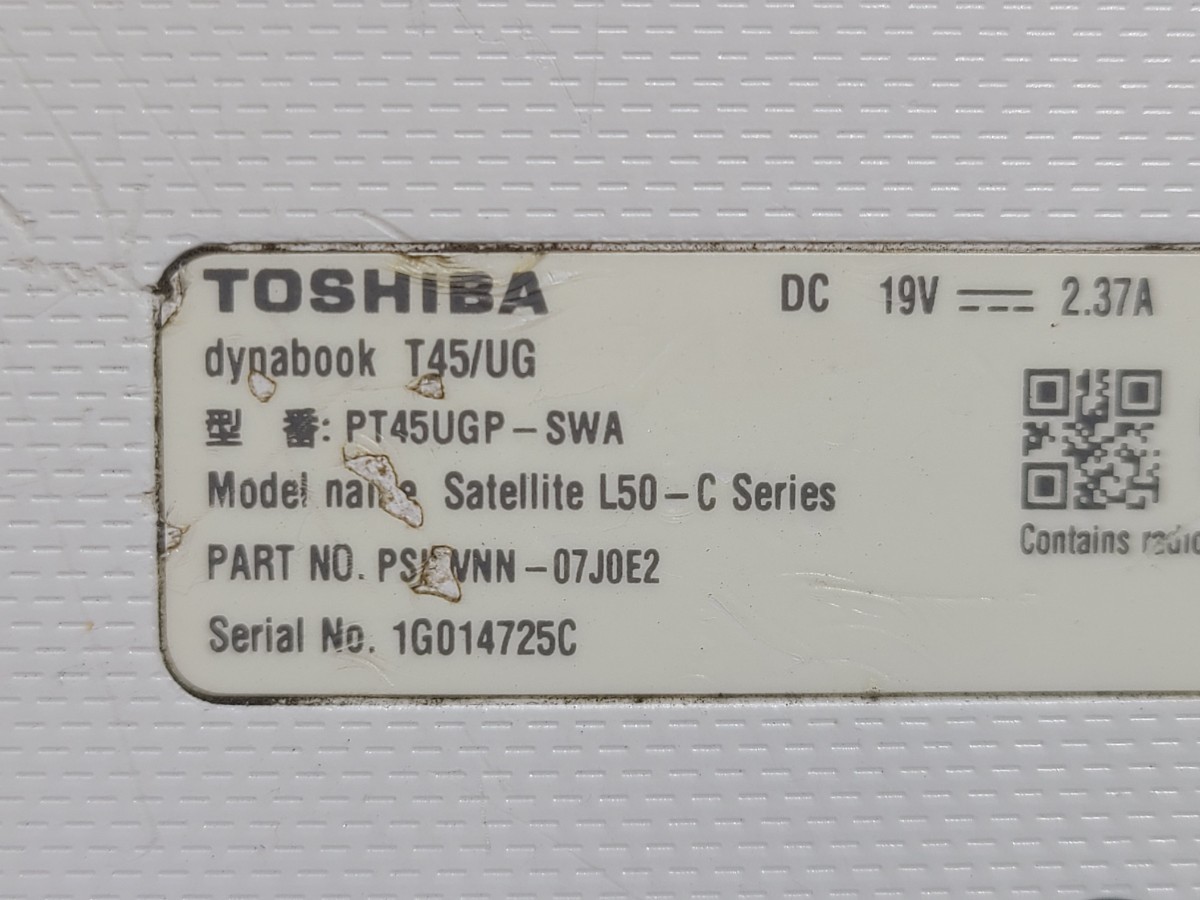 TOSHIBA
DC 19V 2.37A
dynabook T45/UG
型 番: PT45UGP-SWA
Model name Satellite L50-C Series
PART NO.
Serial No. 1G014725C
Contains